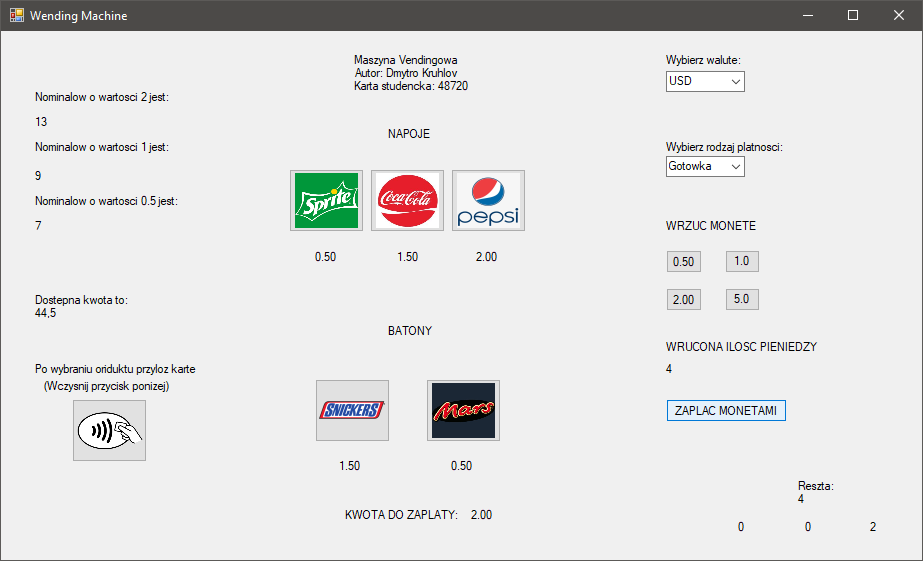 Wending Machine
Maszyna Vendingowa
Autor: Dmytro Kruhlov
Karta studencka: 48720
Nominalow o wartosci 2 jest:
13
Nominalow o wartosci 1 jest:
9
Nominalow o wartosci 0.5 jest:
7
Dostepna kwota to:
44,5
Po wybraniu oriduktu przyloz karte
(Wczysnij przycisk ponizej)
NAPOJE
Sprite
Coca-Cola
pepsi
0.50
1.50
2.00
BATONY
SNICKERS
Mars
1.50
0.50
KWOTA DO ZAPLATY: 2.00
Wybierz walute:
USD
Wybierz rodzaj platnosci:
Gotowka
WRZUC MONETE
0.50
1.0
2.00
5.0
WRUCONA ILOSC PIENIEDZY
4
ZAPLAC MONETAMI
Reszta:
4
0
0
2